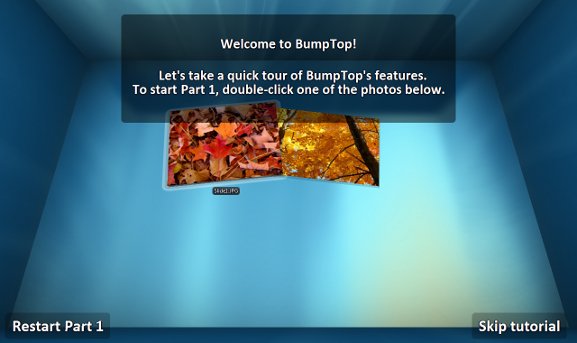 Welcome to BumpTop!
Let's take a quick tour of BumpTop's features.
To start Part 1, double-click one of the photos below.
Restart Part 1
Skip tutorial